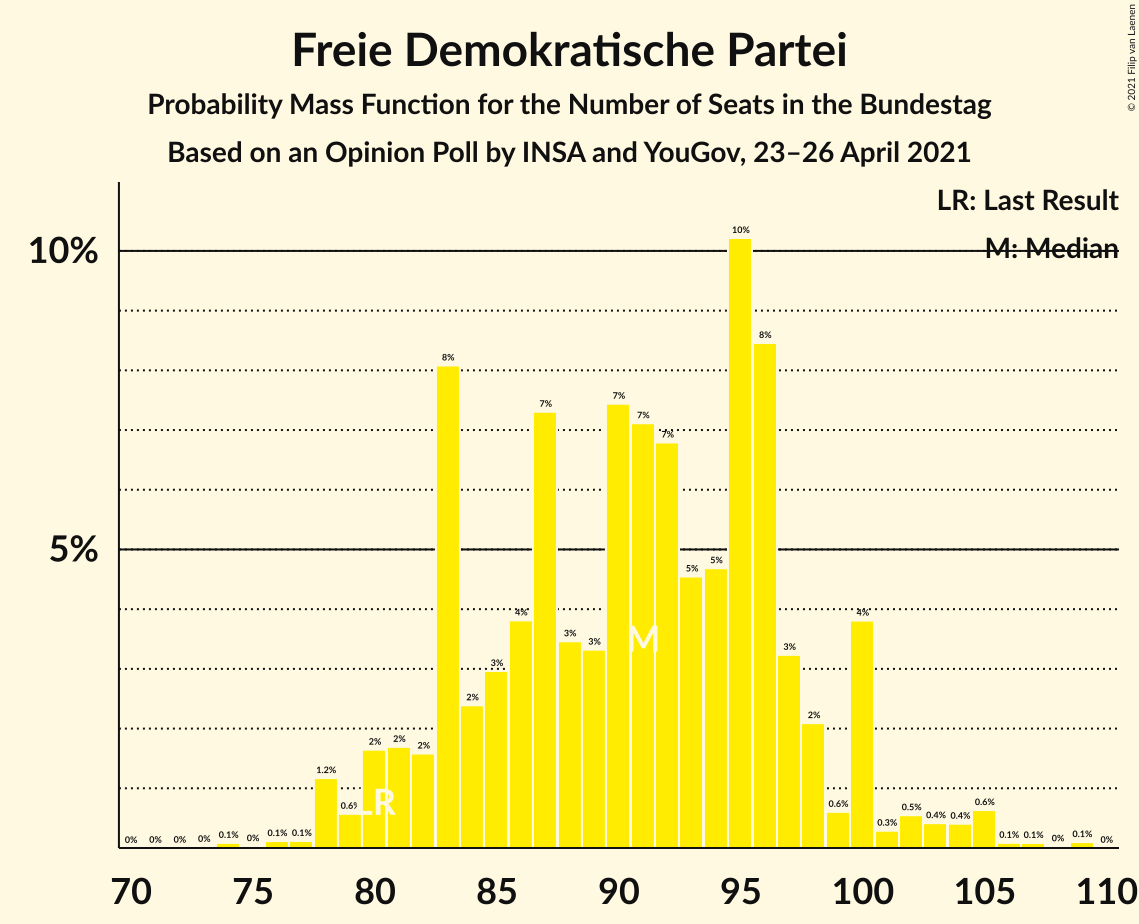 Freie Demokratische Partei
Probability Mass Function for the Number of Seats in the Bundestag
Based on an Opinion Poll by INSA and YouGov, 23–26 April 2021
© 2021 Filip van Laenen
LR: Last Result
M: Median
10%
5%
0% 0% 0% 0% 0.1% 0% 0.1% 0.1% 1.2% 0.6% 2% 2% 2% 8% 2% 3% 4% 7% 3% 3% 7% 7% 7% 5% 5% 10% 8% 3% 2% 0.6% 4% 0.3% 0.5% 0.4% 0.4% 0.6% 0.1% 0.1% 0% 0.1% 0%
LR
M
70 75 80 85 90 95 100 105 110